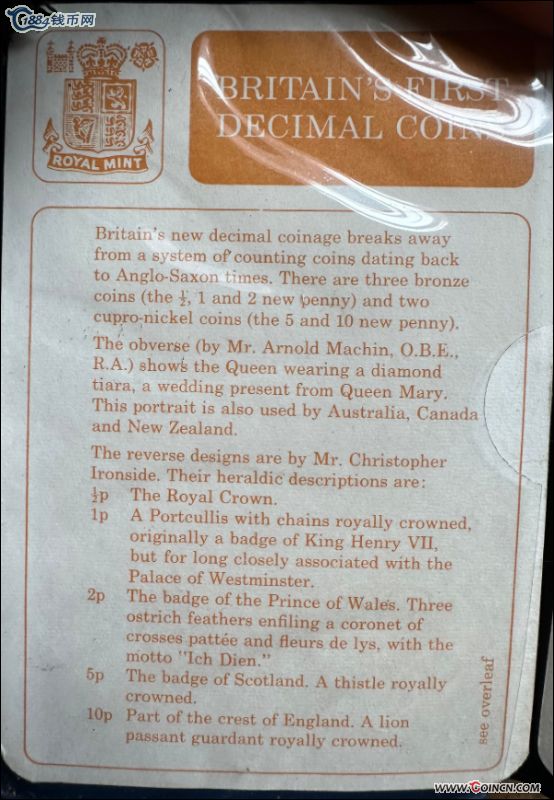 1884钱币网
ROYAL MINT
BRITAIN'S FIRST
DECIMAL COINS
Britain's new decimal coinage breaks away
from a system of counting coins dating back
to Anglo-Saxon times. There are three bronze
coins (the ½, 1 and 2 new penny) and two
cupro-nickel coins (the 5 and 10 new penny).
The obverse (by Mr. Arnold Machin, O.B.E.,
R.A.) shows the Queen wearing a diamond
tiara, a wedding present from Queen Mary.
This portrait is also used by Australia, Canada
and New Zealand.
The reverse designs are by Mr. Christopher
Ironside. Their heraldic descriptions are:
½p The Royal Crown.
1p A Portcullis with chains royally crowned,
originally a badge of King Henry VII,
but for long closely associated with the
Palace of Westminster.
2p The badge of the Prince of Wales. Three
ostrich feathers enfiling a coronet of
crosses pattée and fleurs de lys, with the
motto "Ich Dien."
5p The badge of Scotland. A thistle royally
crowned.
10p Part of the crest of England. A lion
passant guardant royally crowned.
see overleaf
www.COINCN.com